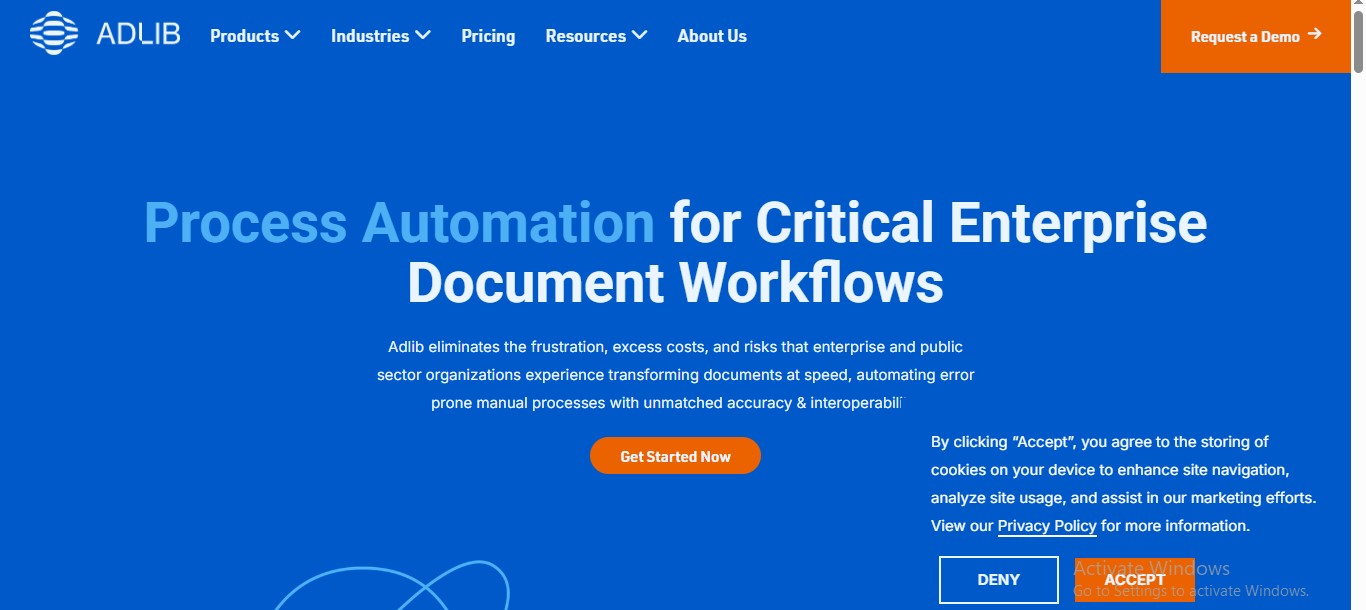 ADLIB
Products
Industries
Pricing
Resources
About Us
Request a Demo
Process Automation for Critical Enterprise
Document Workflows
Adlib eliminates the frustration, excess costs, and risks that enterprise and public
sector organizations experience transforming documents at speed, automating error
prone manual processes with unmatched accuracy & interoperabili
Get Started Now
By clicking “Accept”, you agree to the storing of
cookies on your device to enhance site navigation,
analyze site usage, and assist in our marketing efforts.
View our Privacy Policy for more information.
DENY
ACCEPT
Activate Windows
Go to Settings to activate Windows.